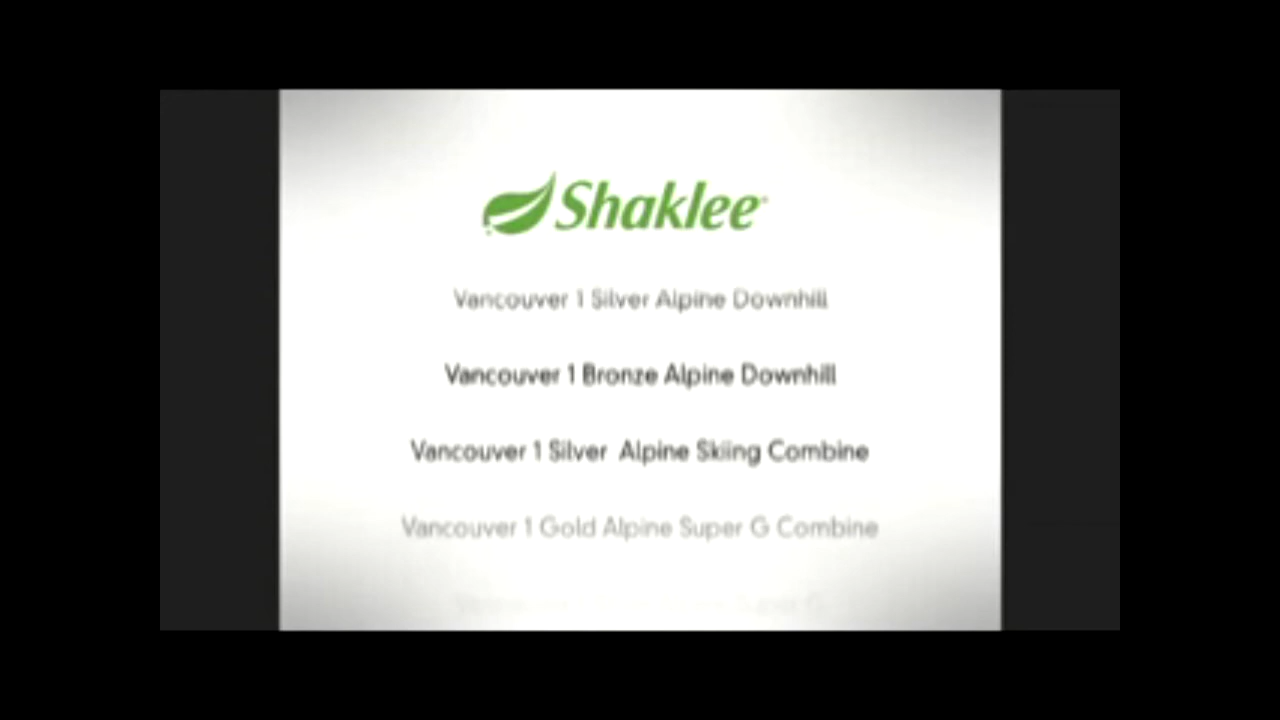 Shaklee
Vancouver 1 Silver Alpine Downhill
Vancouver 1 Bronze Alpine Downhill
Vancouver 1 Silver Alpine Skiing Combine
Vancouver 1 Gold Alpine Super G Combine